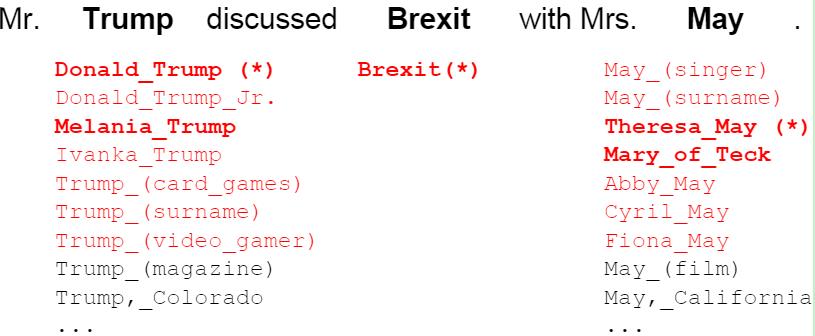 Mr. Trump discussed Brexit with Mrs. May .
Donald_Trump (*) Brexit(*) May_(singer)
Donald_Trump_Jr. May_(surname)
Melania_Trump Theresa_May (*)
Ivanka_Trump Mary_of_Teck
Trump_(card_games) Abby_May
Trump_(surname) Cyril_May
Trump_(video_gamer) Fiona_May
Trump_(magazine) May_(film)
Trump,_Colorado May,_California
... ...